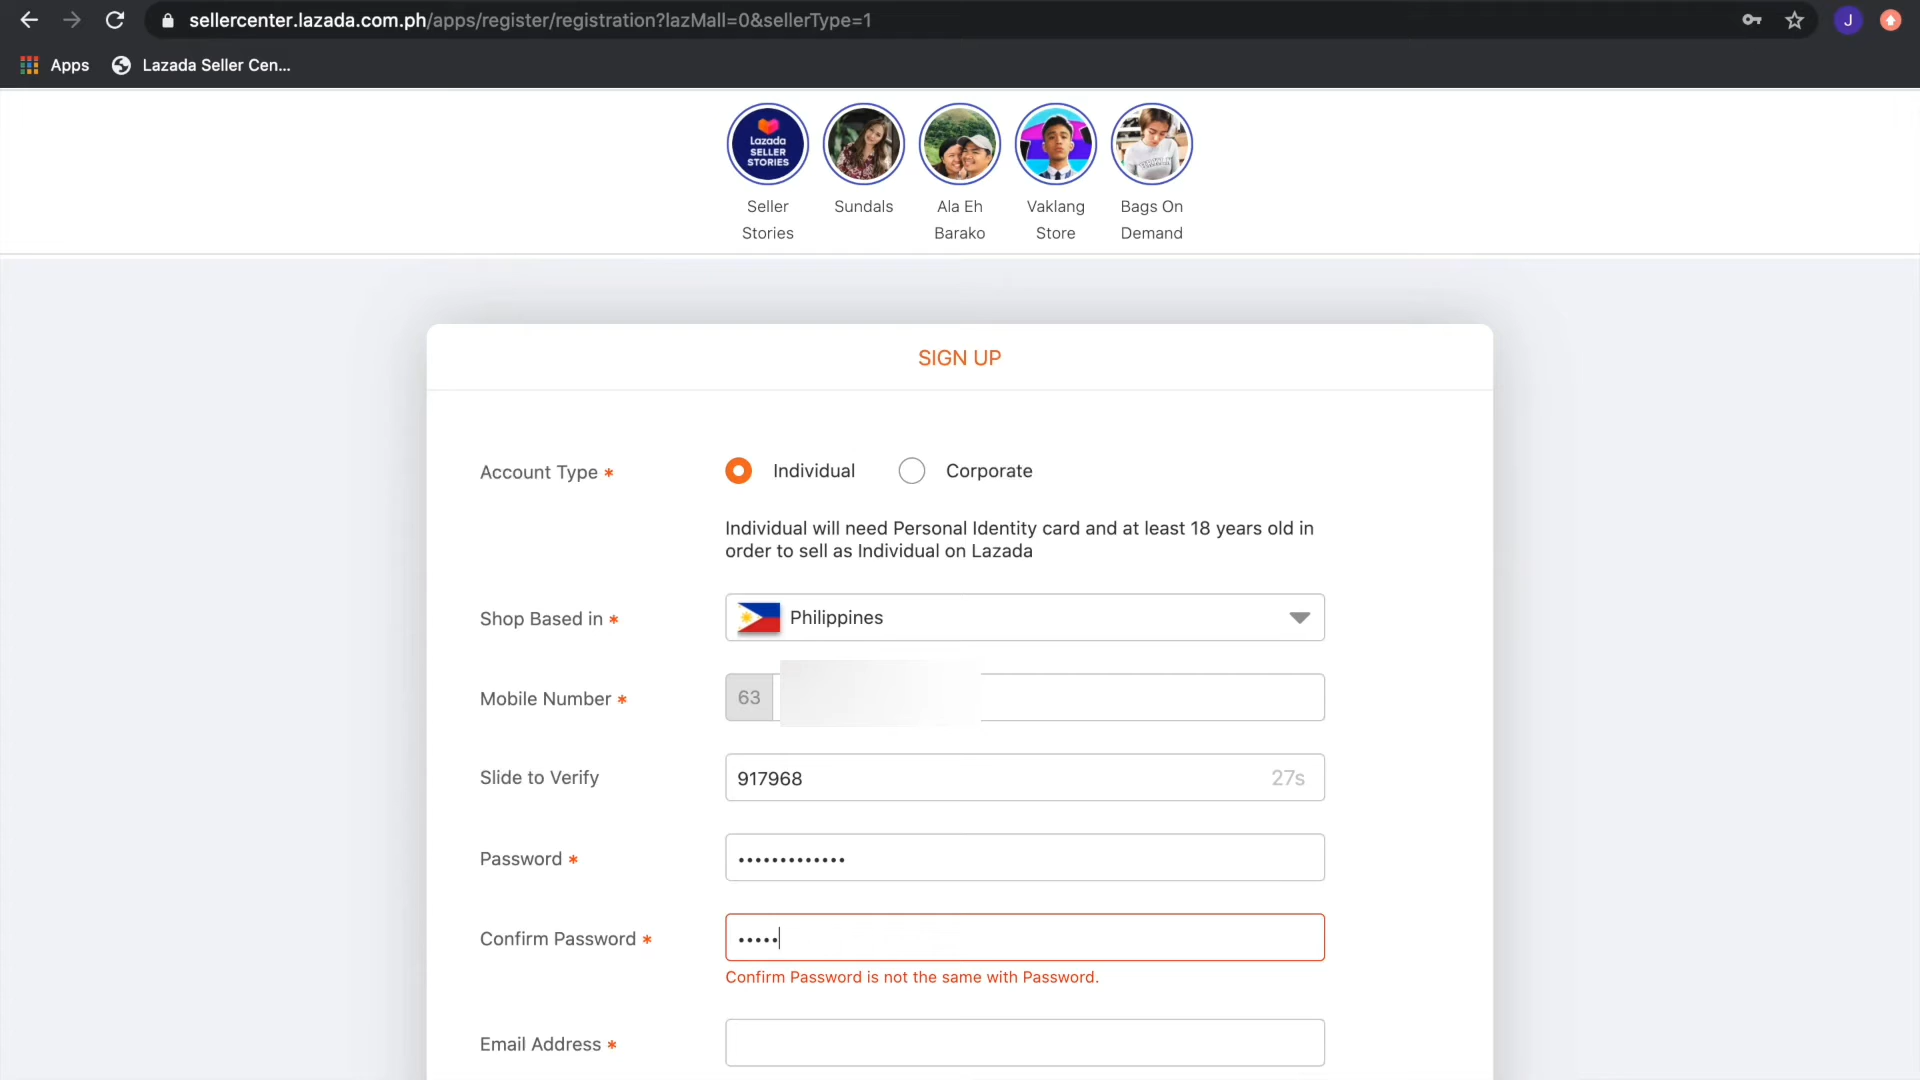 sellercenter.lazada.com.ph/apps/register/registration?lazMall=0&sellerType=1
J
Apps
Lazada Seller Cen...
Lazada
SELLER
STORIES
Seller
Stories
Sundals
Ala Eh
Barako
Vaklang
Store
Bags On
Demand
SIGN UP
Account Type *
Individual
Corporate
Individual will need Personal Identity card and at least 18 years old in
order to sell as Individual on Lazada
Shop Based in *
Philippines
Mobile Number *
63
Slide to Verify
917968
27s
Password *
•••••••••••••
Confirm Password *
•••••
Confirm Password is not the same with Password.
Email Address *